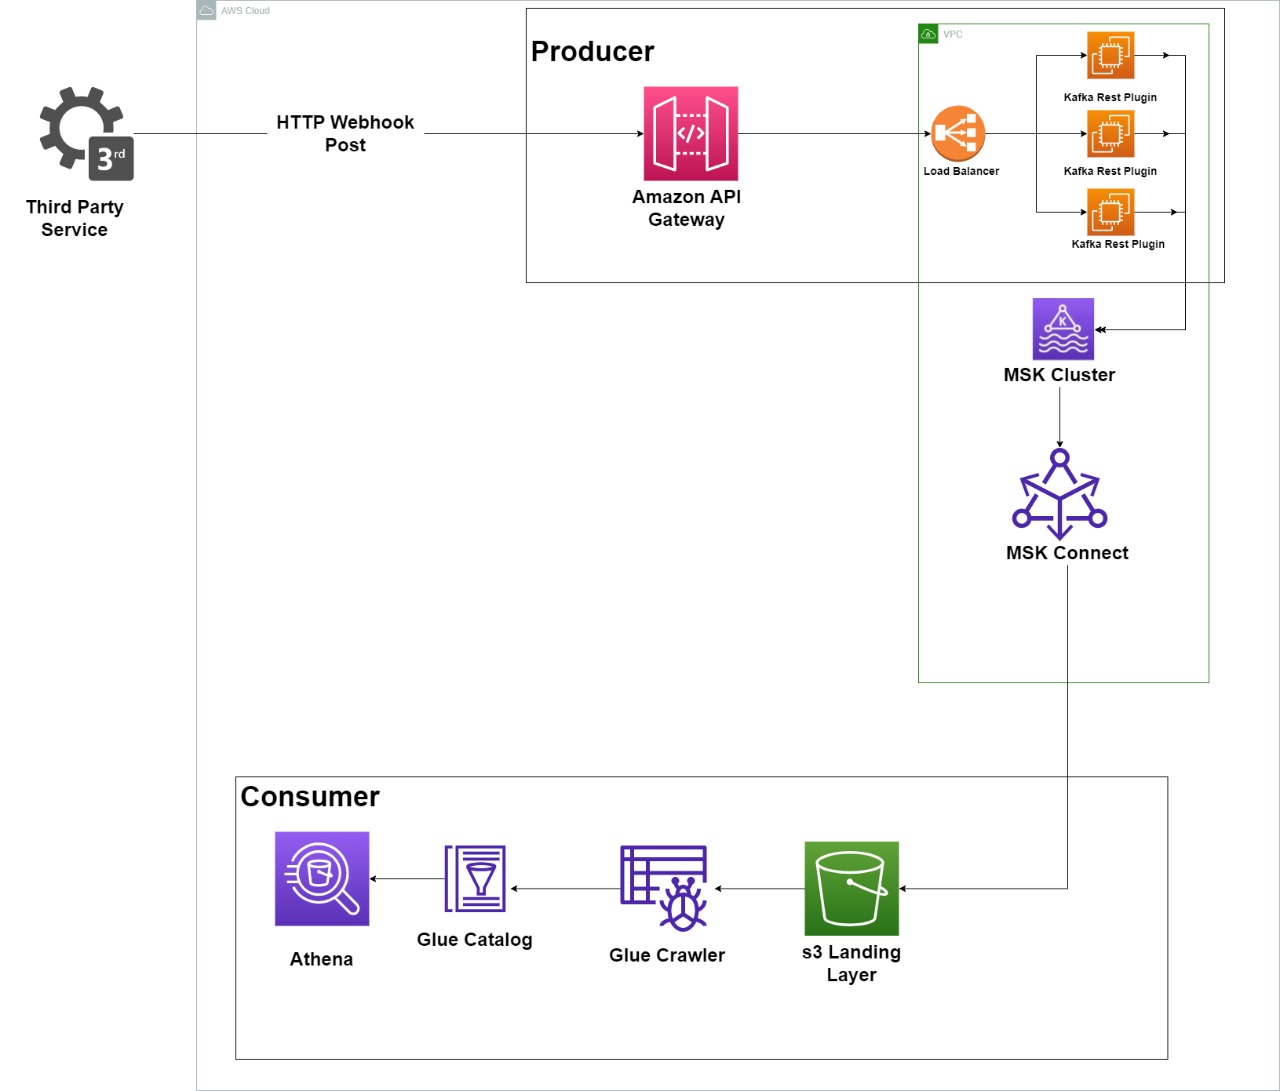 AWS Cloud
Producer
VPC
Kafka Rest Plugin
3rd
HTTP Webhook
Post
</>
Load Balancer
Kafka Rest Plugin
Third Party
Service
Amazon API
Gateway
Kafka Rest Plugin
K
MSK Cluster
MSK Connect
Consumer
Athena
Glue Catalog
Glue Crawler
s3 Landing
Layer